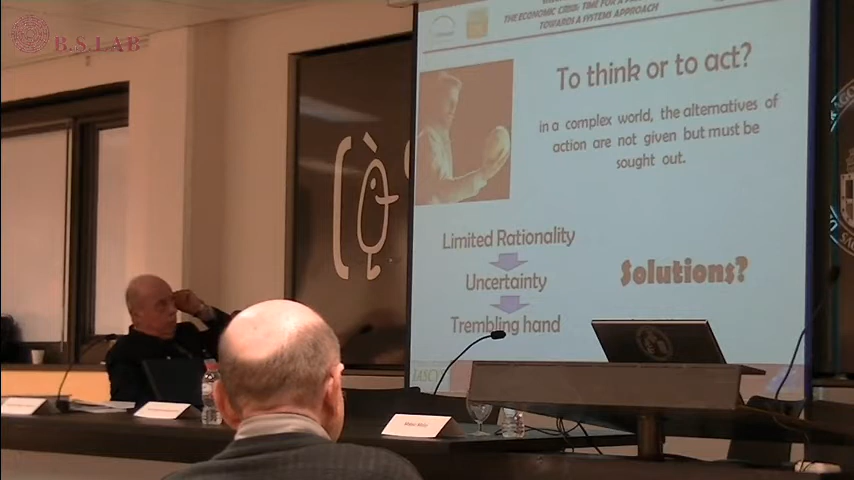 B.S.LAB
THE ECONOMIC CRISIS: TIME FOR A
TOWARDS A SYSTEMS APPROACH
To think or to act?
in a complex world, the alternatives of
action are not given but must be
sought out.
Limited Rationality
Uncertainty
Trembling hand
Solutions?